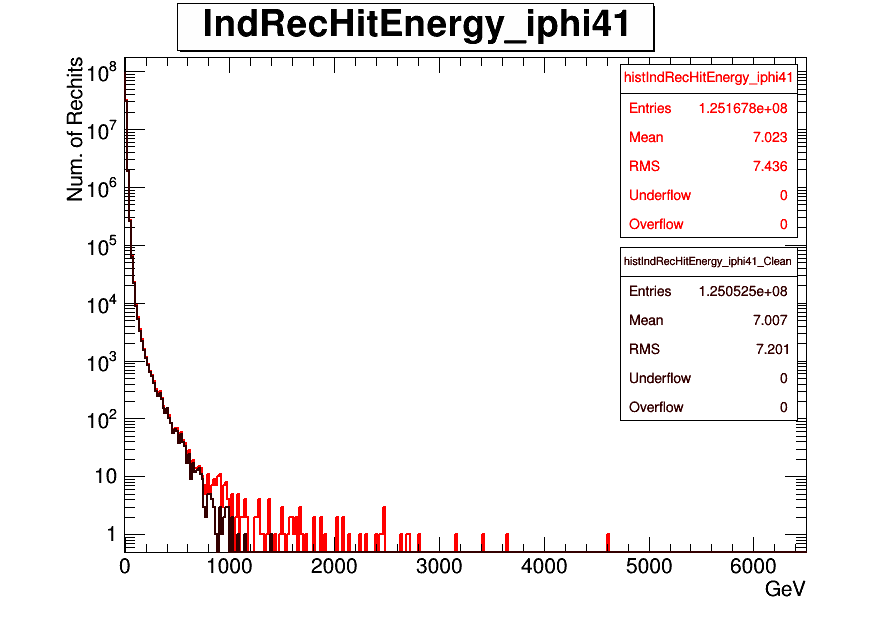 IndRecHitEnergy_iphi41
Num. of Rechits
10^8
10^7
10^6
10^5
10^4
10^3
10^2
10
1
0 1000 2000 3000 4000 5000 6000
GeV
histIndRecHitEnergy_iphi41
Entries 1.251678e+08
Mean 7.023
RMS 7.436
Underflow 0
Overflow 0
histIndRecHitEnergy_iphi41_Clean
Entries 1.250525e+08
Mean 7.007
RMS 7.201
Underflow 0
Overflow 0